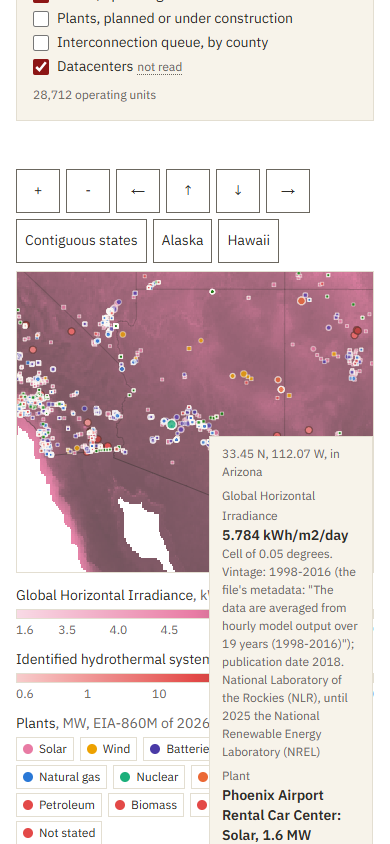 Plants, planned or under construction
Interconnection queue, by county
Datacenters not read
28,712 operating units
+ - ← ↑ ↓ →
Contiguous states Alaska Hawaii
33.45 N, 112.07 W, in
Arizona
Global Horizontal
Irradiance
5.784 kWh/m2/day
Cell of 0.05 degrees.
Vintage: 1998-2016 (the
file's metadata: "The
data are averaged from
hourly model output over
19 years (1998-2016)");
publication date 2018.
National Laboratory of
the Rockies (NLR), until
2025 the National
Renewable Energy
Laboratory (NREL)
Plant
Phoenix Airport
Rental Car Center:
Solar, 1.6 MW
Global Horizontal Irradiance,
1.6 3.5 4.0 4.5
Identified hydrothermal system
0.6 1 10
Plants, MW, EIA-860M of 2026
Solar Wind Batterie
Natural gas Nuclear
Petroleum Biomass
Not stated